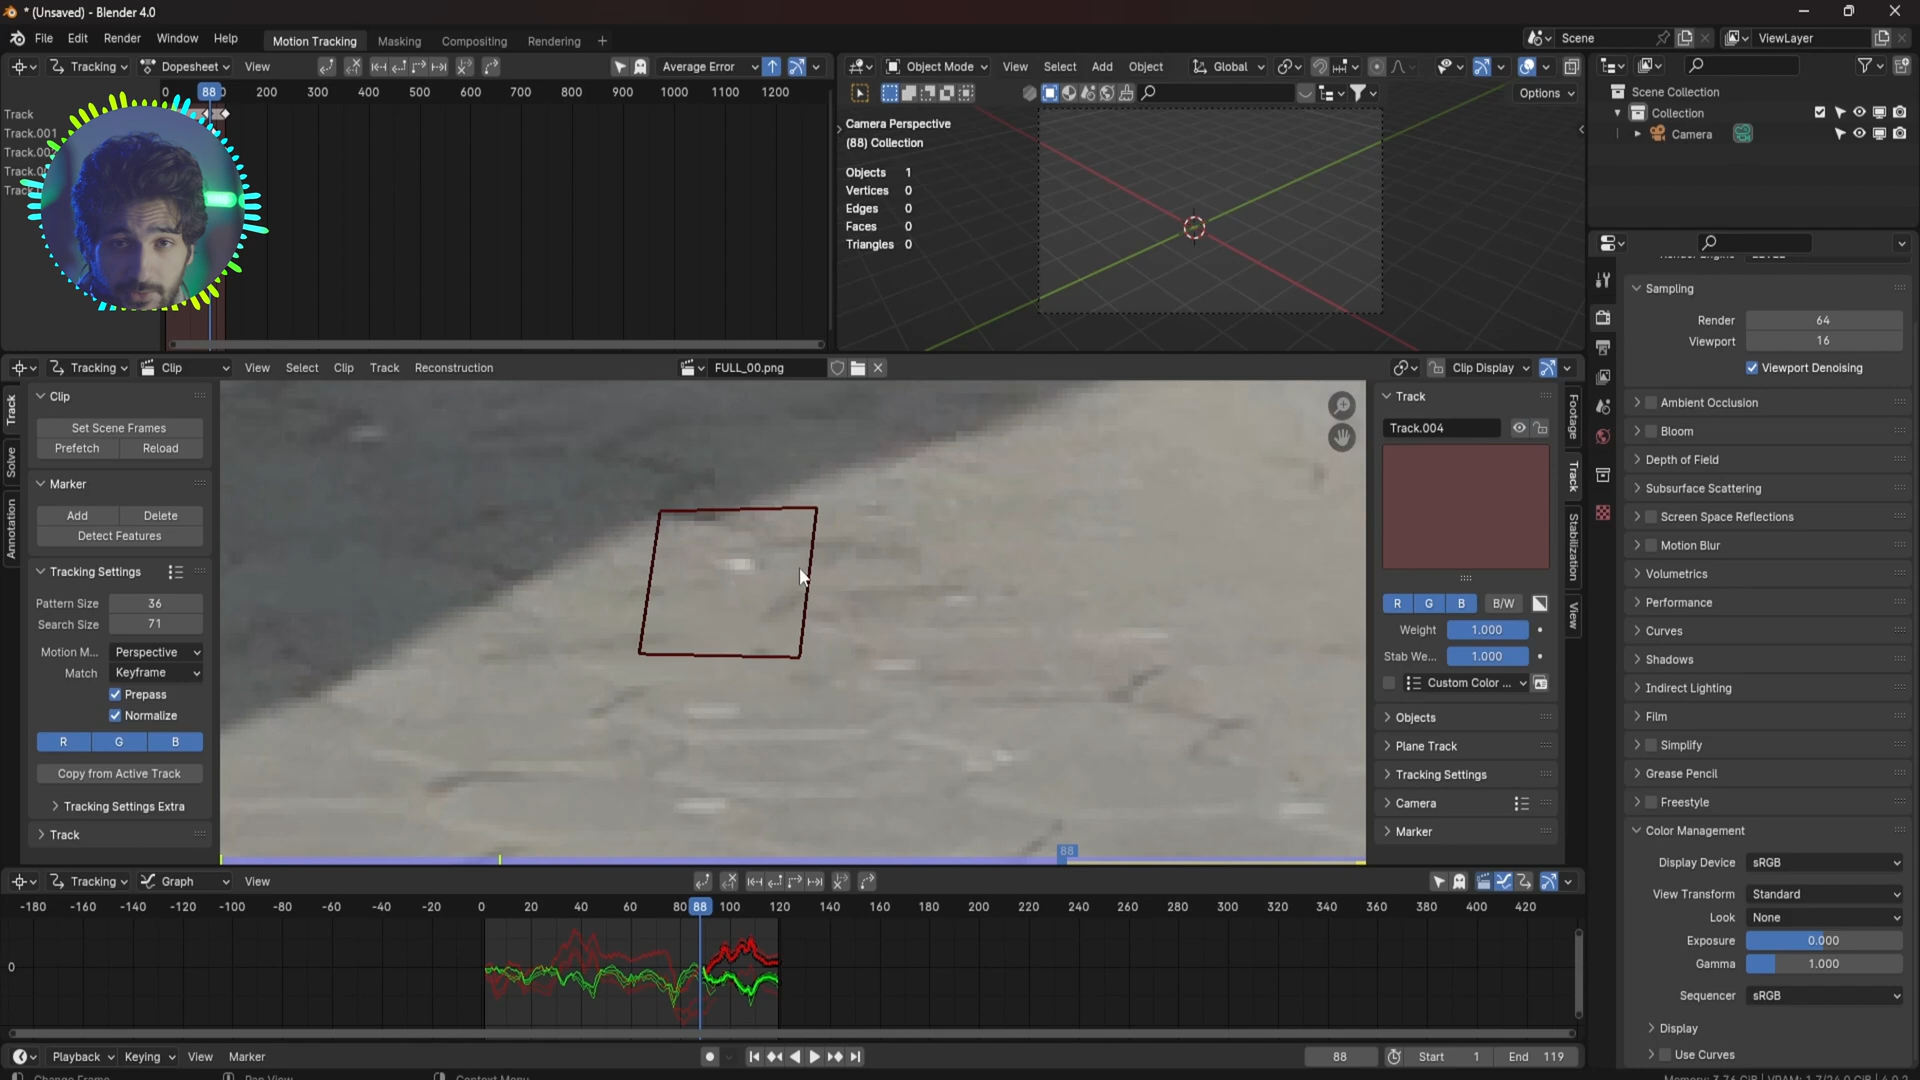 * (Unsaved) - Blender 4.0
File Edit Render Window Help Motion Tracking Masking Compositing Rendering + Scene ViewLayer
Tracking Dopesheet View Average Error Object Mode View Select Add Object Global
0 88 200 300 400 500 600 700 800 900 1000 1100 1200
Options
Track
Track.001
Camera Perspective
(88) Collection
Objects 1
Vertices 0
Edges 0
Faces 0
Triangles 0
Scene Collection
Collection
Camera
Sampling
Render 64
Viewport 16
Viewport Denoising
Ambient Occlusion
Bloom
Depth of Field
Subsurface Scattering
Screen Space Reflections
Motion Blur
Volumetrics
Performance
Curves
Shadows
Indirect Lighting
Film
Simplify
Grease Pencil
Freestyle
Color Management
Display Device sRGB
View Transform Standard
Look None
Exposure 0.000
Gamma 1.000
Sequencer sRGB
Display
Use Curves
Tracking Clip View Select Clip Track Reconstruction FULL_00.png Clip Display
Track
Solve
Annotation
Clip
Set Scene Frames
Prefetch Reload
Marker
Add Delete
Detect Features
Tracking Settings
Pattern Size 36
Search Size 71
Motion M... Perspective
Match Keyframe
Prepass
Normalize
R G B
Copy from Active Track
Tracking Settings Extra
Track
88
Track
Track.004
R G B B/W
Weight 1.000
Stab We... 1.000
Custom Color ...
Objects
Plane Track
Tracking Settings
Camera
Marker
Footage
Track
Stabilization
View
Tracking Graph View
-180 -160 -140 -120 -100 -80 -60 -40 -20 0 20 40 60 80 88 100 120 140 160 180 200 220 240 260 280 300 320 340 360 380 400 420
0
Playback Keying View Marker 88 Start 1 End 119